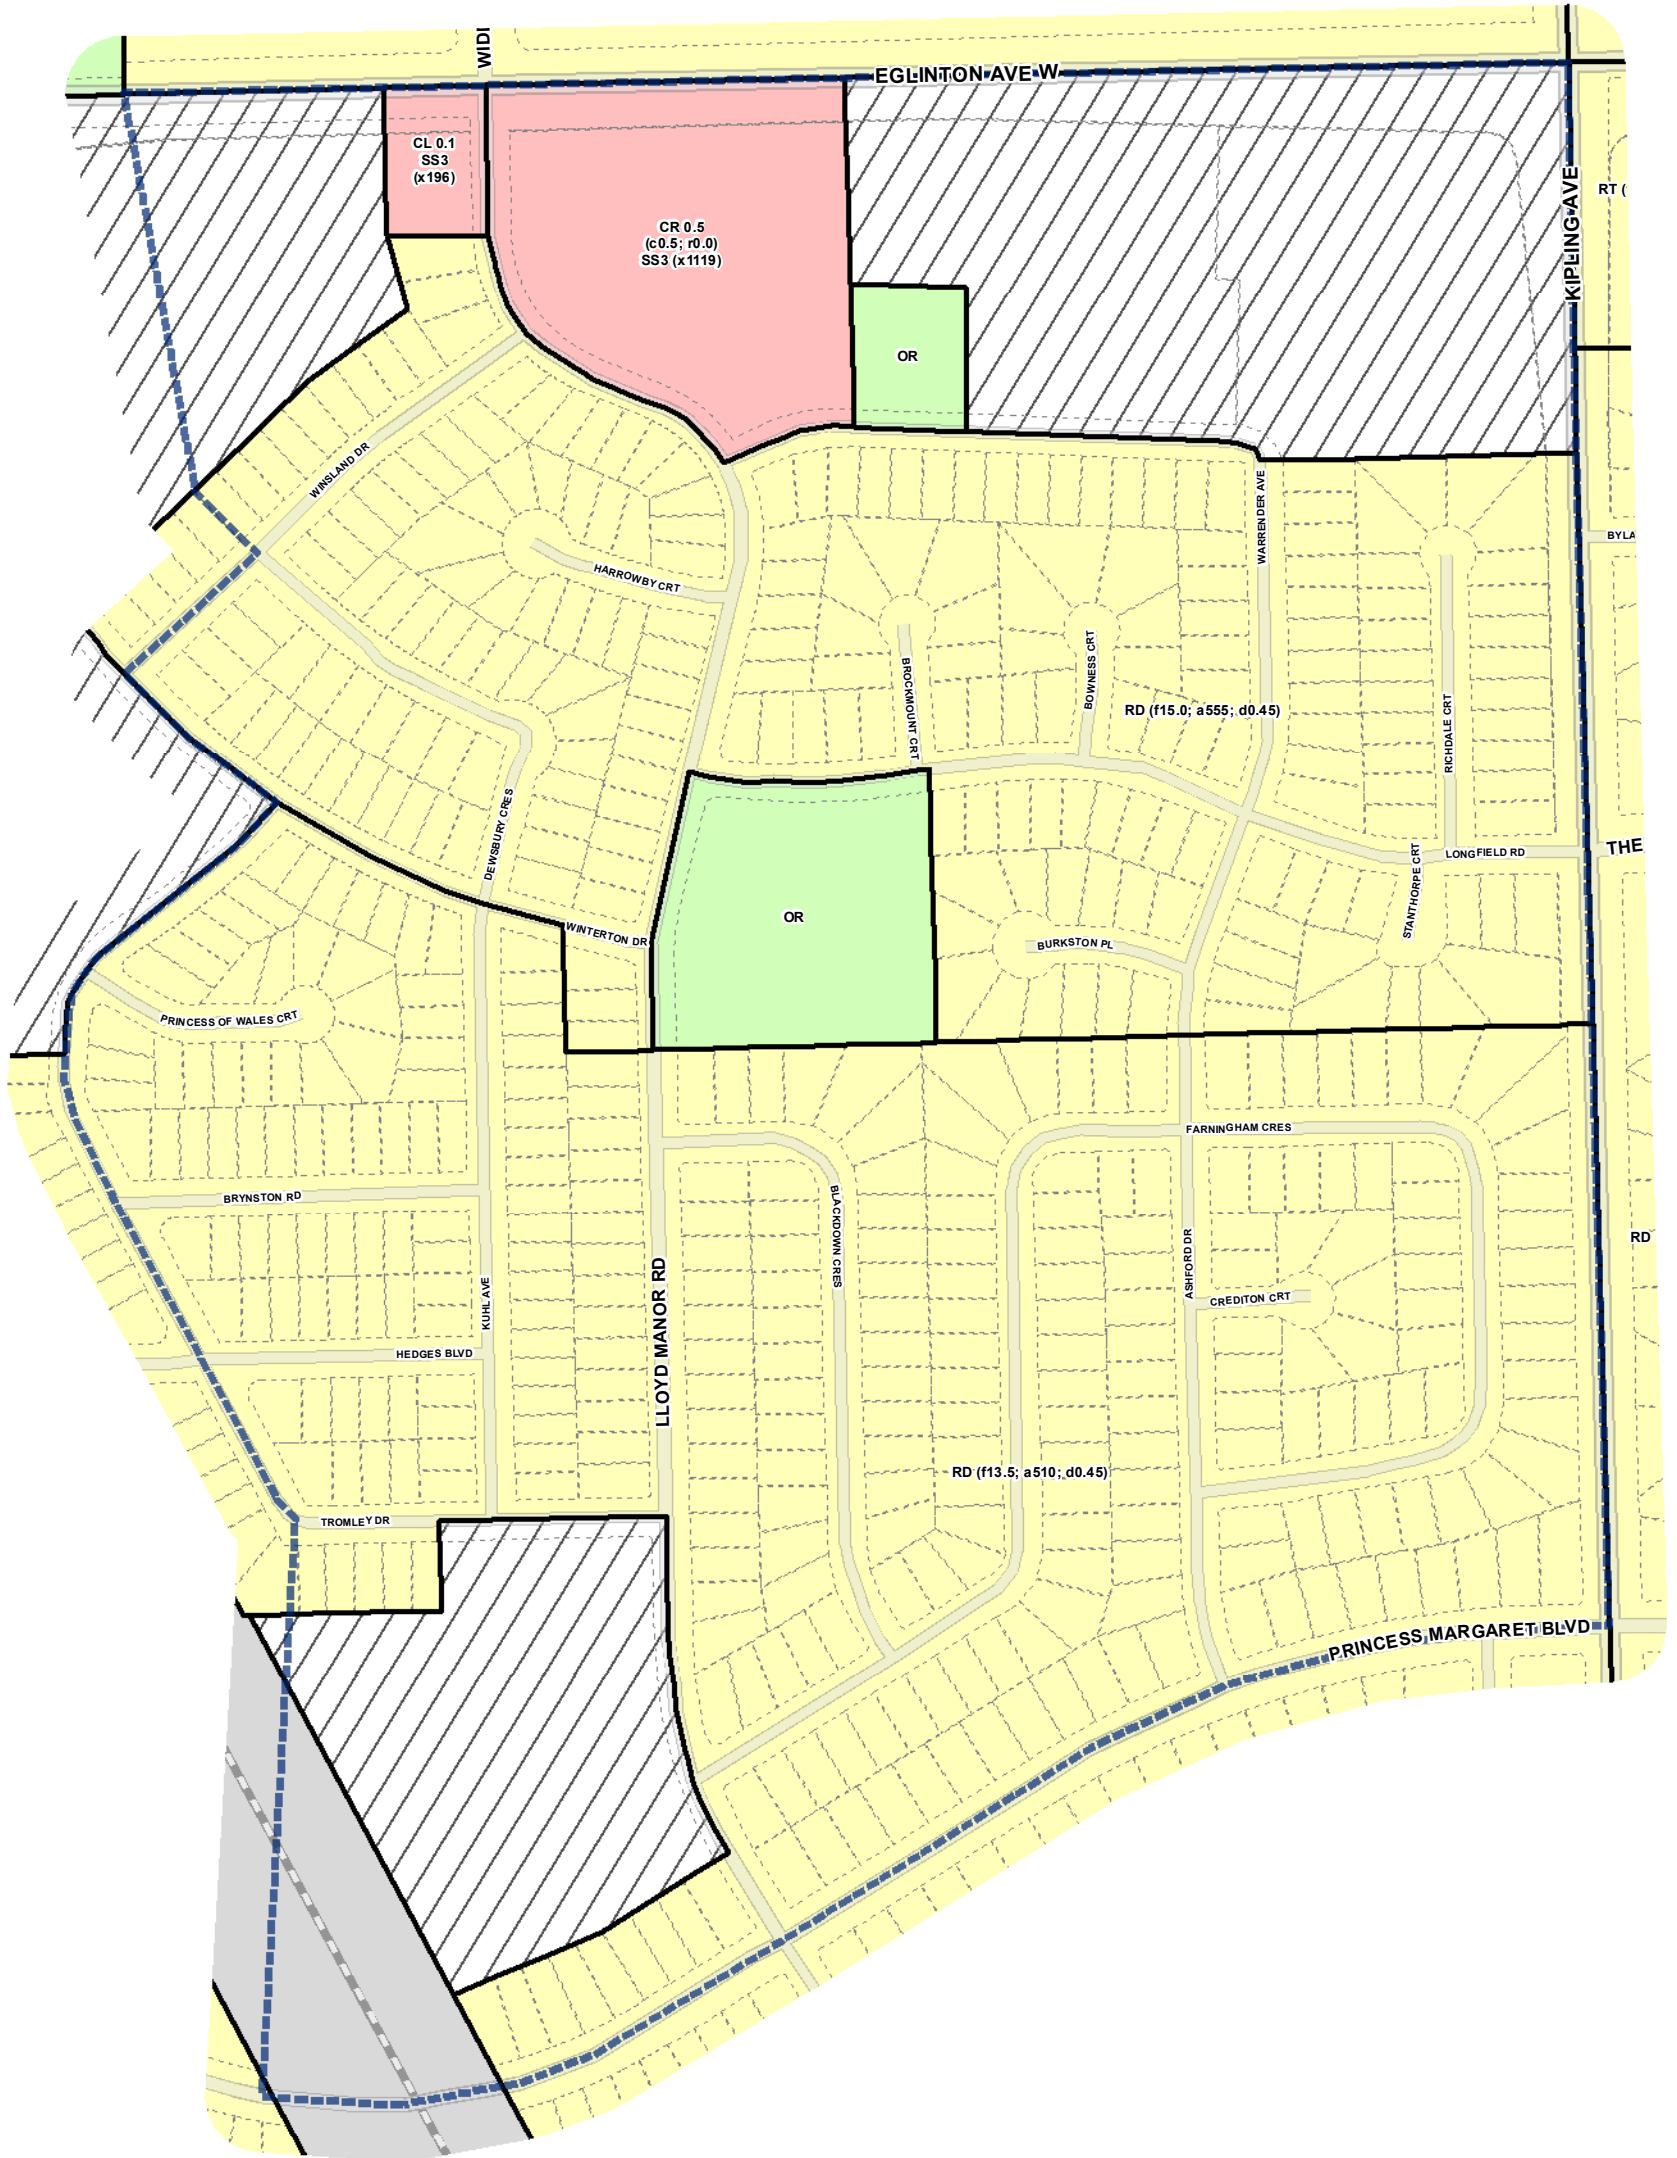 WIDI
EGLINTON AVE W
CL 0.1
SS3
(x196)
CR 0.5
(c0.5; r0.0)
SS3 (x1119)
KIPLING AVE
RT (
OR
WINSLAND DR
WARRENDER AVE
BYLA
HARROWBY CRT
BROCKMOUNT CRT
BOWNESS CRT
RD (f15.0; a555; d0.45)
RICHDALE CRT
DEWSBURY CRES
THE
LONGFIELD RD
STANTHORPE CRT
OR
WINTERTON DR
BURKSTON PL
PRINCESS OF WALES CRT
FARNINGHAM CRES
BRYNSTON RD
BLACKDOWN CRES
ASHFORD DR
RD
KUHL AVE
CREDITON CRT
LLOYD MANOR RD
HEDGES BLVD
RD (f13.5; a510; d0.45)
TROMLEY DR
PRINCESS MARGARET BLVD